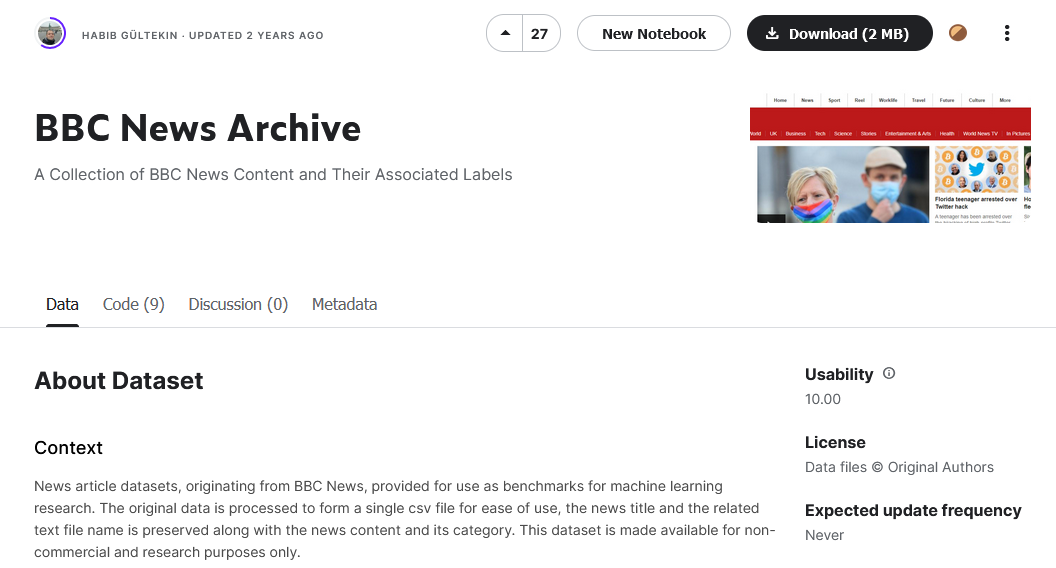 HABIB GÜLTEKIN · UPDATED 2 YEARS AGO
27
New Notebook
Download (2 MB)
BBC News Archive
A Collection of BBC News Content and Their Associated Labels
Home News Sport Reel Worklife Travel Future Culture More
World UK Business Tech Science Stories Entertainment & Arts Health World News TV In Pictures
Florida teenager arrested over
Twitter hack
A teenager has been arrested over
Data Code (9) Discussion (0) Metadata
About Dataset
Usability
10.00
Context
License
Data files © Original Authors
News article datasets, originating from BBC News, provided for use as benchmarks for machine learning
research. The original data is processed to form a single csv file for ease of use, the news title and the related
text file name is preserved along with the news content and its category. This dataset is made available for non-
commercial and research purposes only.
Expected update frequency
Never